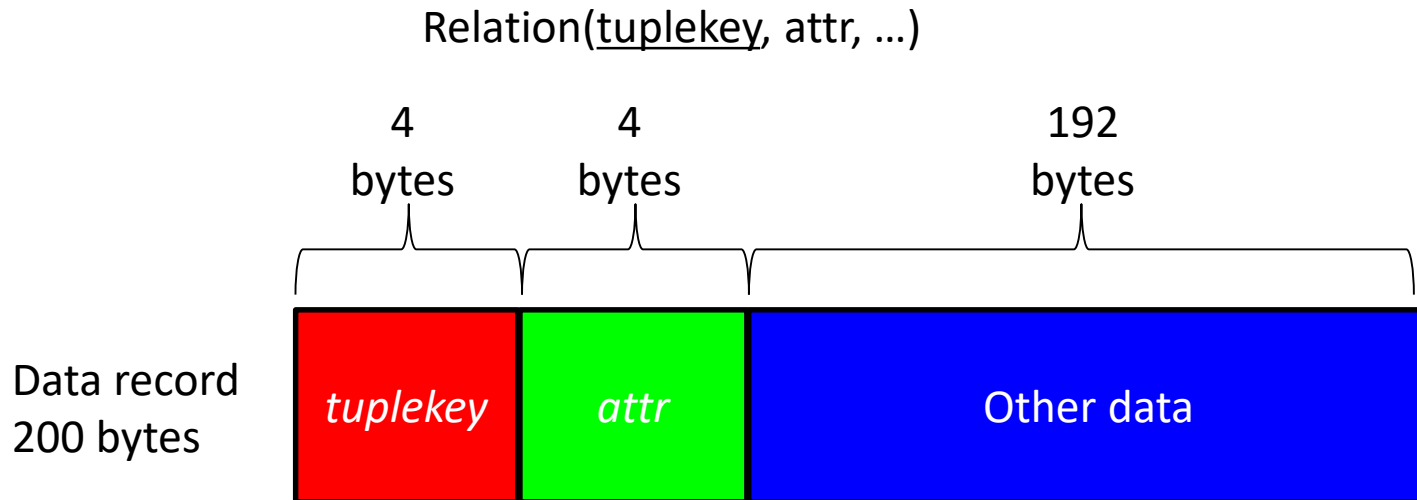 Relation(tuplekey, attr, …)
4
bytes
4
bytes
192
bytes
Data record
200 bytes
tuplekey
attr
Other data